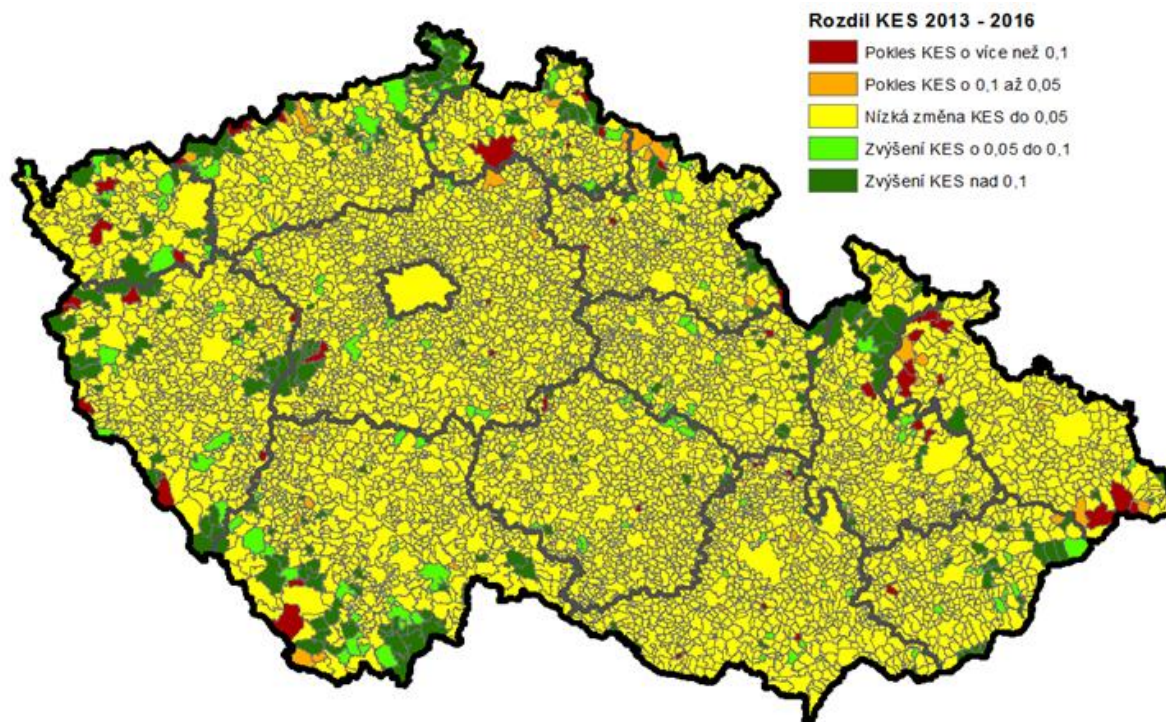 Rozdíl KES 2013 - 2016
Pokles KES o více než 0,1
Pokles KES o 0,1 až 0,05
Nízká změna KES do 0,05
Zvýšení KES o 0,05 do 0,1
Zvýšení KES nad 0,1